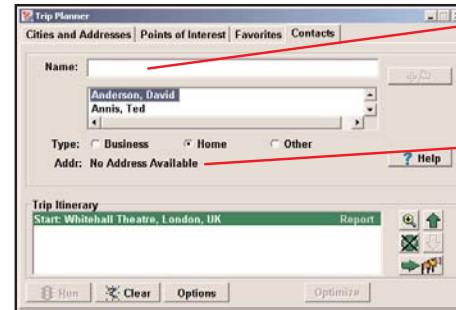 Trip Planner
Cities and Addresses Points of Interest Favorites Contacts
Name:
Anderson, David
Annis, Ted
Type: Business Home Other
Addr: No Address Available
Help
Trip Itinerary
Start: Whitehall Theatre, London, UK Report
Run Clear Options Optimize